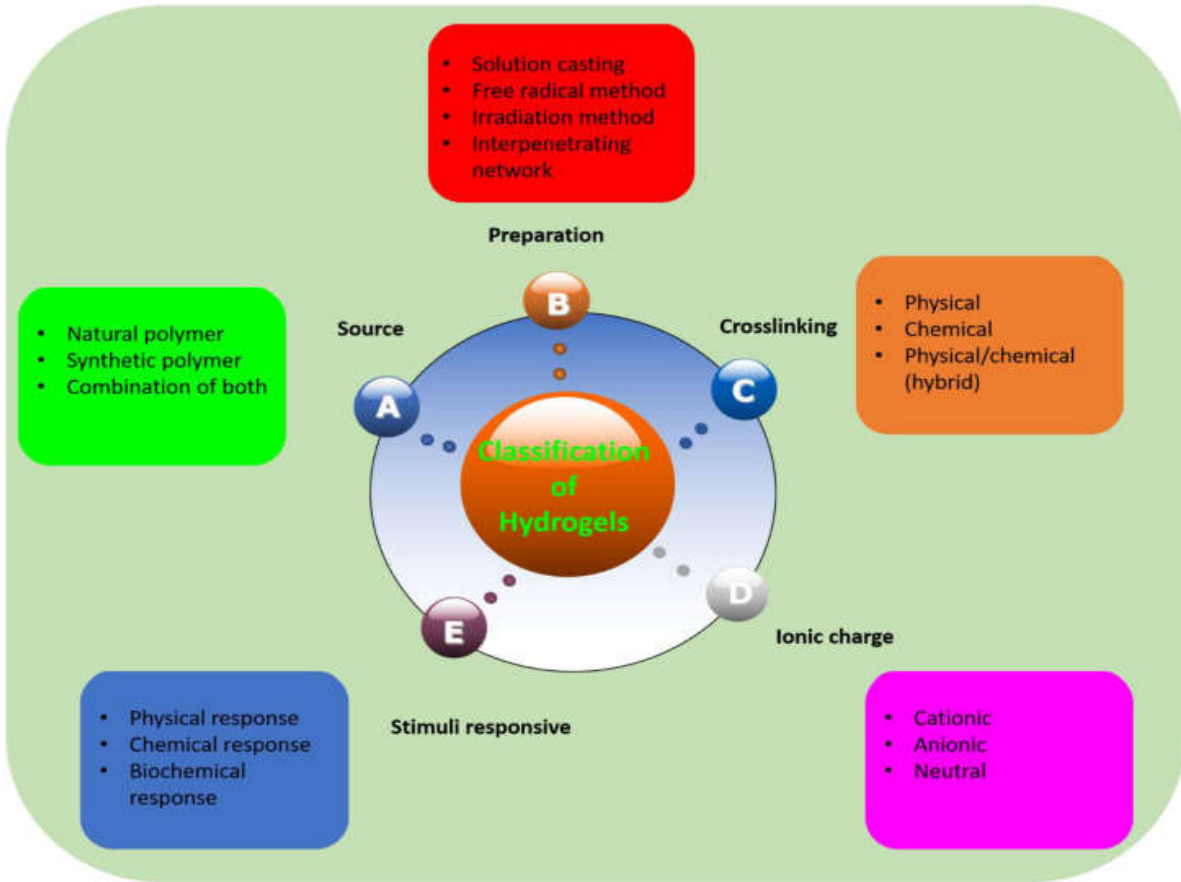 • Solution casting
• Free radical method
• Irradiation method
• Interpenetrating
network
Preparation
B
• Natural polymer
• Synthetic polymer
• Combination of both
Source
A
Crosslinking
C
• Physical
• Chemical
• Physical/chemical
(hybrid)
Classification
of
Hydrogels
D
Ionic charge
E
Stimuli responsive
• Physical response
• Chemical response
• Biochemical
response
• Cationic
• Anionic
• Neutral